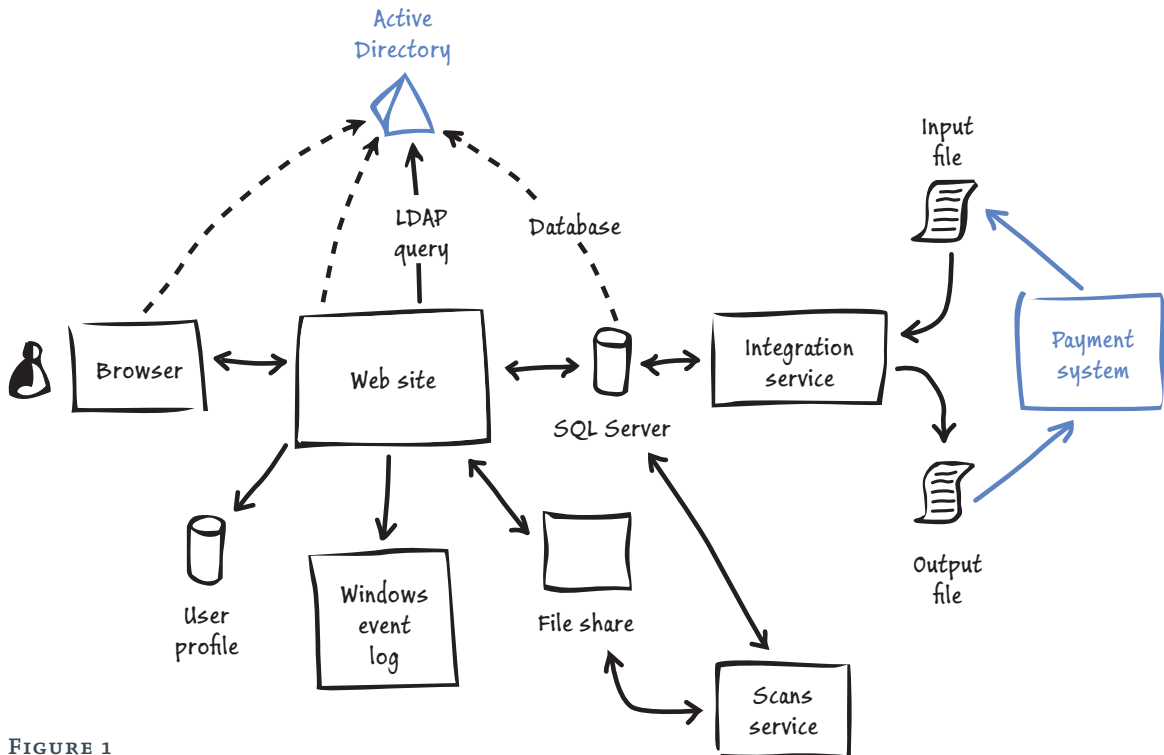 Active
Directory
Input
file
LDAP
query
Database
Browser
Web site
SQL Server
Integration
service
Payment
system
User
profile
Windows
event
log
File share
Output
file
Scans
service
FIGURE 1